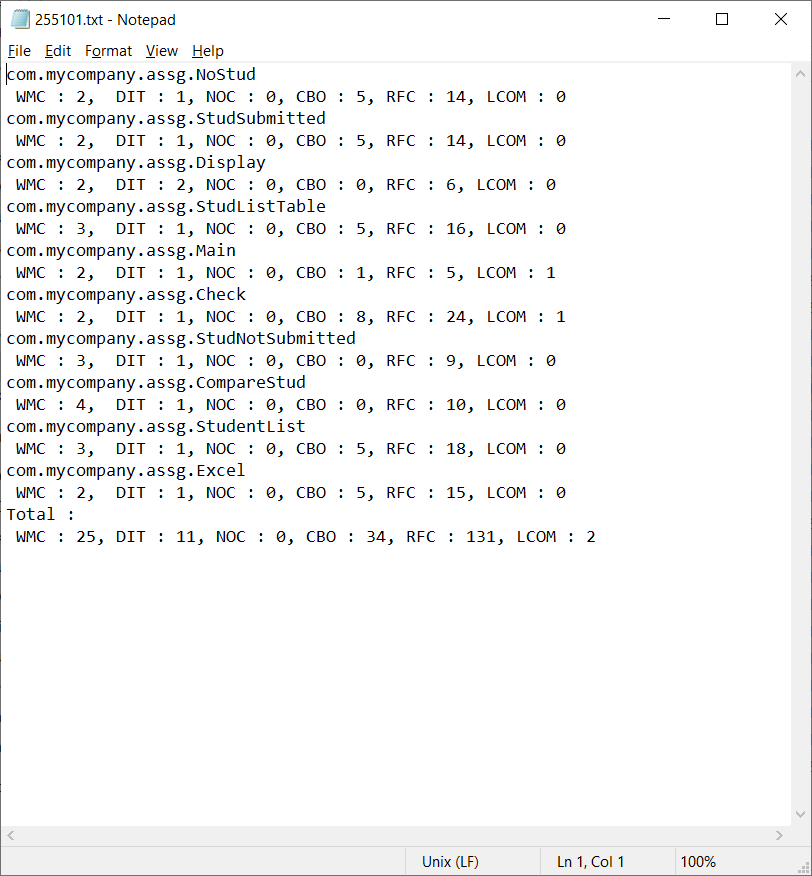 255101.txt - Notepad
File Edit Format View Help
com.mycompany.assg.NoStud
WMC : 2,  DIT : 1, NOC : 0, CBO : 5, RFC : 14, LCOM : 0
com.mycompany.assg.StudSubmitted
WMC : 2,  DIT : 1, NOC : 0, CBO : 5, RFC : 14, LCOM : 0
com.mycompany.assg.Display
WMC : 2,  DIT : 2, NOC : 0, CBO : 0, RFC : 6, LCOM : 0
com.mycompany.assg.StudListTable
WMC : 3,  DIT : 1, NOC : 0, CBO : 5, RFC : 16, LCOM : 0
com.mycompany.assg.Main
WMC : 2,  DIT : 1, NOC : 0, CBO : 1, RFC : 5, LCOM : 1
com.mycompany.assg.Check
WMC : 2,  DIT : 1, NOC : 0, CBO : 8, RFC : 24, LCOM : 1
com.mycompany.assg.StudNotSubmitted
WMC : 3,  DIT : 1, NOC : 0, CBO : 0, RFC : 9, LCOM : 0
com.mycompany.assg.CompareStud
WMC : 4,  DIT : 1, NOC : 0, CBO : 0, RFC : 10, LCOM : 0
com.mycompany.assg.StudentList
WMC : 3,  DIT : 1, NOC : 0, CBO : 5, RFC : 18, LCOM : 0
com.mycompany.assg.Excel
WMC : 2,  DIT : 1, NOC : 0, CBO : 5, RFC : 15, LCOM : 0
Total :
WMC : 25, DIT : 11, NOC : 0, CBO : 34, RFC : 131, LCOM : 2
Unix (LF) Ln 1, Col 1 100%